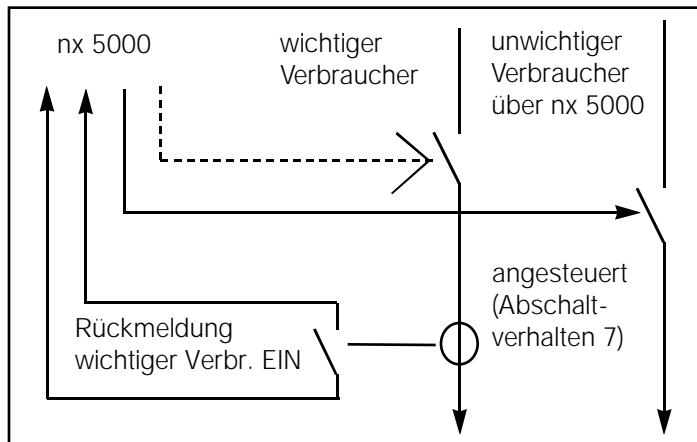 nx 5000
wichtiger
Verbraucher
unwichtiger
Verbraucher
über nx 5000
angesteuert
(Abschalt-
verhalten 7)
Rückmeldung
wichtiger Verbr. EIN